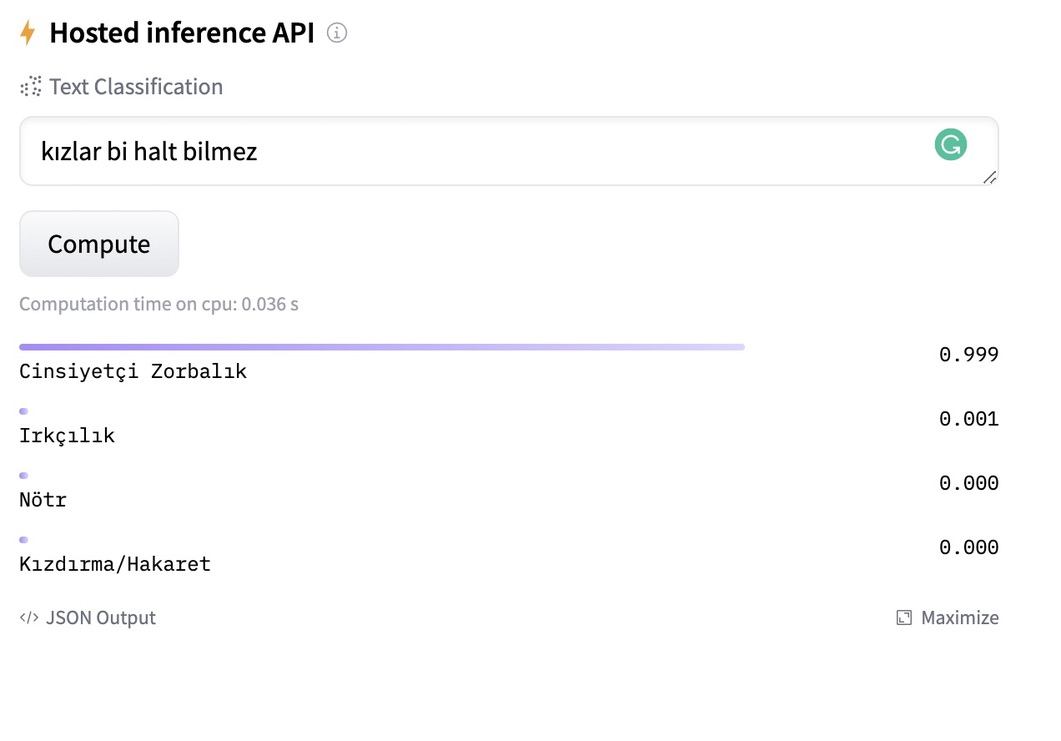 Hosted inference API
Text Classification
kızlar bi halt bilmez
Compute
Computation time on cpu: 0.036 s
Cinsiyetçi Zorbalık 0.999
Irkçılık 0.001
Nötr 0.000
Kızdırma/Hakaret 0.000
</> JSON Output Maximize